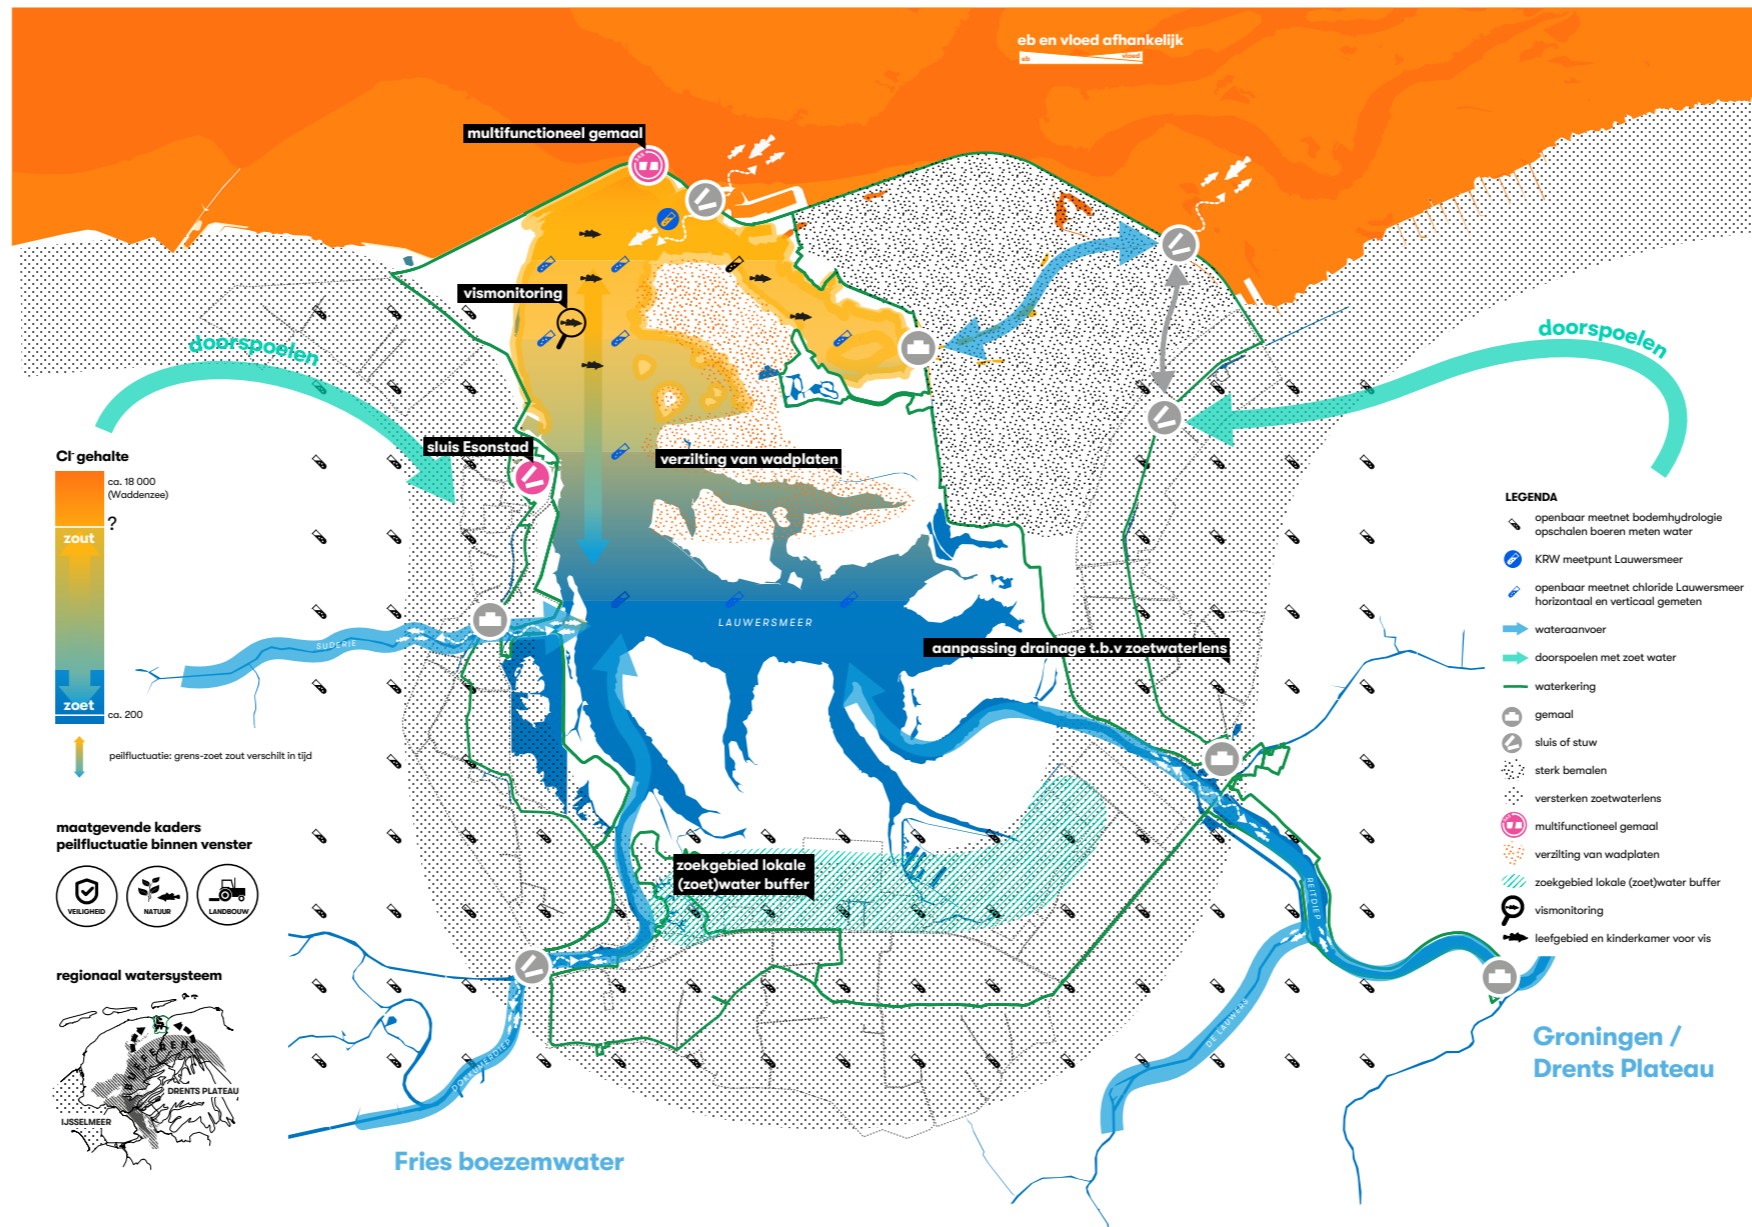 eb en vloed afhankelijk
eb
vloed
multifunctioneel gemaal
vismonitoring
doorspoelen
doorspoelen
sluis Esonstad
verzilting van wadplaten
LAUWERSMEER
SUDERIE
aanpassing drainage t.b.v zoetwaterlens
zoekgebied lokale
(zoet)water buffer
REITDIEP
DE LAUWERS
DOKKUMERDIEP
Fries boezemwater
Groningen /
Drents Plateau
Cl⁻ gehalte
ca. 18 000
(Waddenzee)
?
zout
zoet
ca. 200
peilfluctuatie: grens-zoet zout verschilt in tijd
maatgevende kaders
peilfluctuatie binnen venster
VEILIGHEID
NATUUR
LANDBOUW
regionaal watersysteem
BUFFEREN
DRENTS PLATEAU
IJSSELMEER
LEGENDA
openbaar meetnet bodemhydrologie
opschalen boeren meten water
KRW meetpunt Lauwersmeer
openbaar meetnet chloride Lauwersmeer
horizontaal en verticaal gemeten
wateraanvoer
doorspoelen met zoet water
waterkering
gemaal
sluis of stuw
sterk bemalen
versterken zoetwaterlens
multifunctioneel gemaal
verzilting van wadplaten
zoekgebied lokale (zoet)water buffer
vismonitoring
leefgebied en kinderkamer voor vis